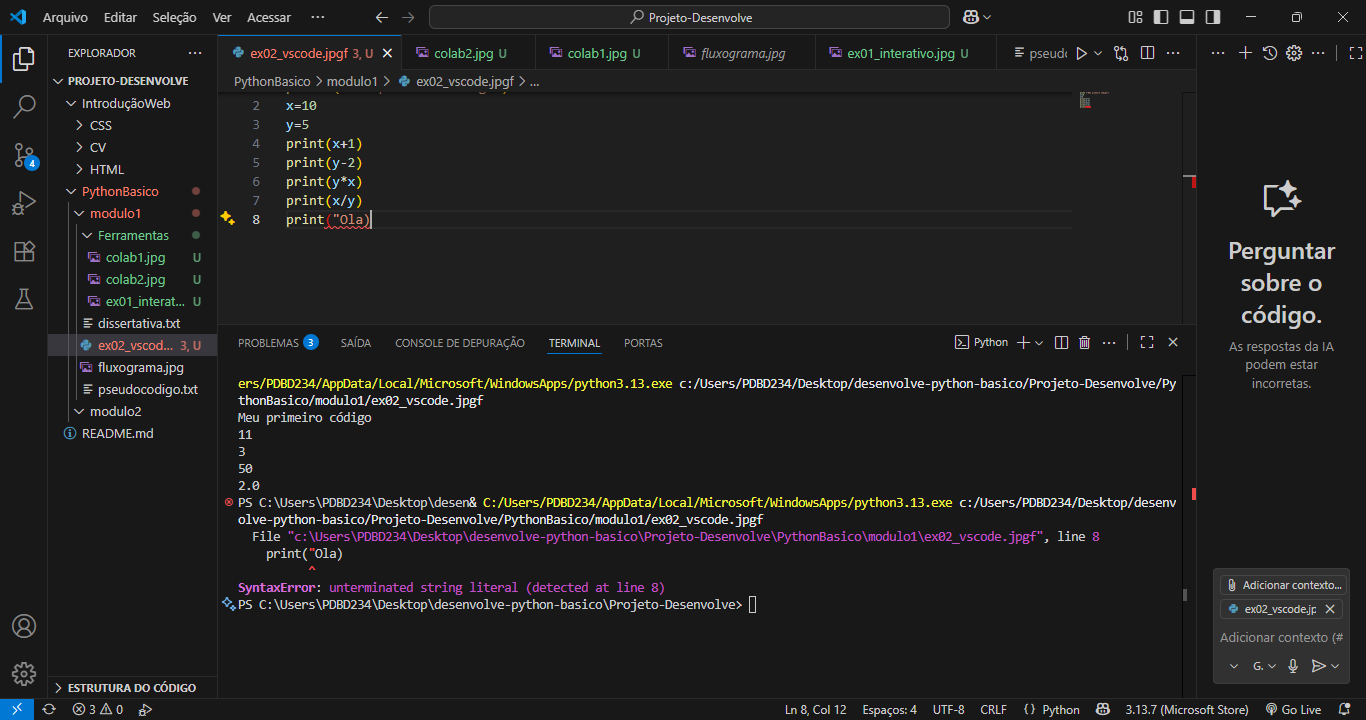 Arquivo Editar Seleção Ver Acessar ··· Projeto-Desenvolve
EXPLORADOR ···
PROJETO-DESENVOLVE
IntroduçãoWeb
CSS
CV
HTML
PythonBasico
modulo1
Ferramentas
colab1.jpg U
colab2.jpg U
ex01_interat... U
dissertativa.txt
ex02_vscod... 3, U
fluxograma.jpg
pseudocodigo.txt
modulo2
README.md
ESTRUTURA DO CÓDIGO
4
ex02_vscode.jpgf 3, U colab2.jpg U colab1.jpg U fluxograma.jpg ex01_interativo.jpg U pseudo
PythonBasico > modulo1 > ex02_vscode.jpgf > ...
2 x=10
3 y=5
4 print(x+1)
5 print(y-2)
6 print(y*x)
7 print(x/y)
8 print("Ola)
PROBLEMAS 3 SAÍDA CONSOLE DE DEPURAÇÃO TERMINAL PORTAS Python
ers/PDBD234/AppData/Local/Microsoft/WindowsApps/python3.13.exe c:/Users/PDBD234/Desktop/desenvolve-python-basico/Projeto-Desenvolve/Py
thonBasico/modulo1/ex02_vscode.jpgf
Meu primeiro código
11
3
50
2.0
PS C:\Users\PDBD234\Desktop\desen& C:/Users/PDBD234/AppData/Local/Microsoft/WindowsApps/python3.13.exe c:/Users/PDBD234/Desktop/desenv
olve-python-basico/Projeto-Desenvolve/PythonBasico/modulo1/ex02_vscode.jpgf
File "c:\Users\PDBD234\Desktop\desenvolve-python-basico\Projeto-Desenvolve\PythonBasico\modulo1\ex02_vscode.jpgf", line 8
print("Ola)
^
SyntaxError: unterminated string literal (detected at line 8)
PS C:\Users\PDBD234\Desktop\desenvolve-python-basico\Projeto-Desenvolve>
Perguntar
sobre o
código.
As respostas da IA
podem estar
incorretas.
Adicionar contexto...
ex02_vscode.jp
Adicionar contexto (#
G.
3 0 Ln 8, Col 12 Espaços: 4 UTF-8 CRLF {} Python 3.13.7 (Microsoft Store) Go Live